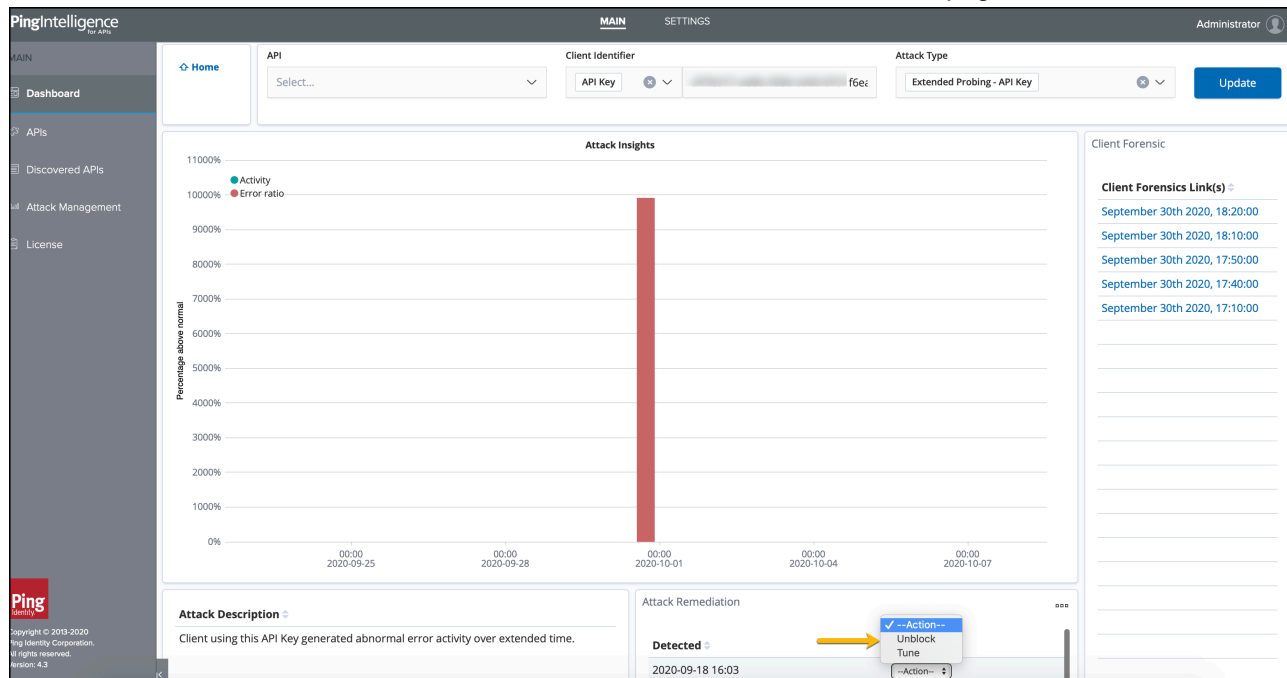 PingIntelligence
for APIs
MAIN
SETTINGS
Administrator
MAIN
Dashboard
APIs
Discovered APIs
Attack Management
License
Home
API
Select...
Client Identifier
API Key
f6ea
Attack Type
Extended Probing - API Key
Update
Attack Insights
Activity
Error ratio
Percentage above normal
11000%
10000%
9000%
8000%
7000%
6000%
5000%
4000%
3000%
2000%
1000%
0%
00:00
2020-09-25
00:00
2020-09-28
00:00
2020-10-01
00:00
2020-10-04
00:00
2020-10-07
Client Forensic
Client Forensics Link(s)
September 30th 2020, 18:20:00
September 30th 2020, 18:10:00
September 30th 2020, 17:50:00
September 30th 2020, 17:40:00
September 30th 2020, 17:10:00
Attack Description
Client using this API Key generated abnormal error activity over extended time.
Attack Remediation
Detected
2020-09-18 16:03
--Action--
Unblock
Tune
--Action--
Ping
Identity
Copyright © 2013-2020
Ping Identity Corporation.
All rights reserved.
Version: 4.3